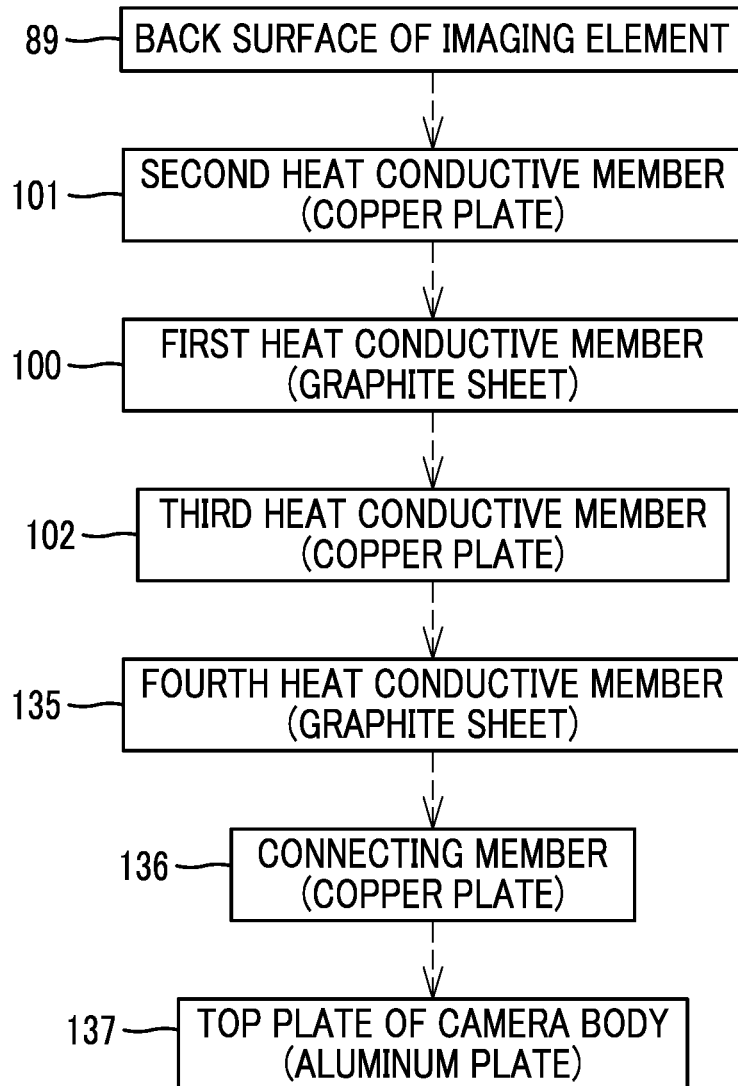 89
BACK SURFACE OF IMAGING ELEMENT
101
SECOND HEAT CONDUCTIVE MEMBER
(COPPER PLATE)
100
FIRST HEAT CONDUCTIVE MEMBER
(GRAPHITE SHEET)
102
THIRD HEAT CONDUCTIVE MEMBER
(COPPER PLATE)
135
FOURTH HEAT CONDUCTIVE MEMBER
(GRAPHITE SHEET)
136
CONNECTING MEMBER
(COPPER PLATE)
137
TOP PLATE OF CAMERA BODY
(ALUMINUM PLATE)